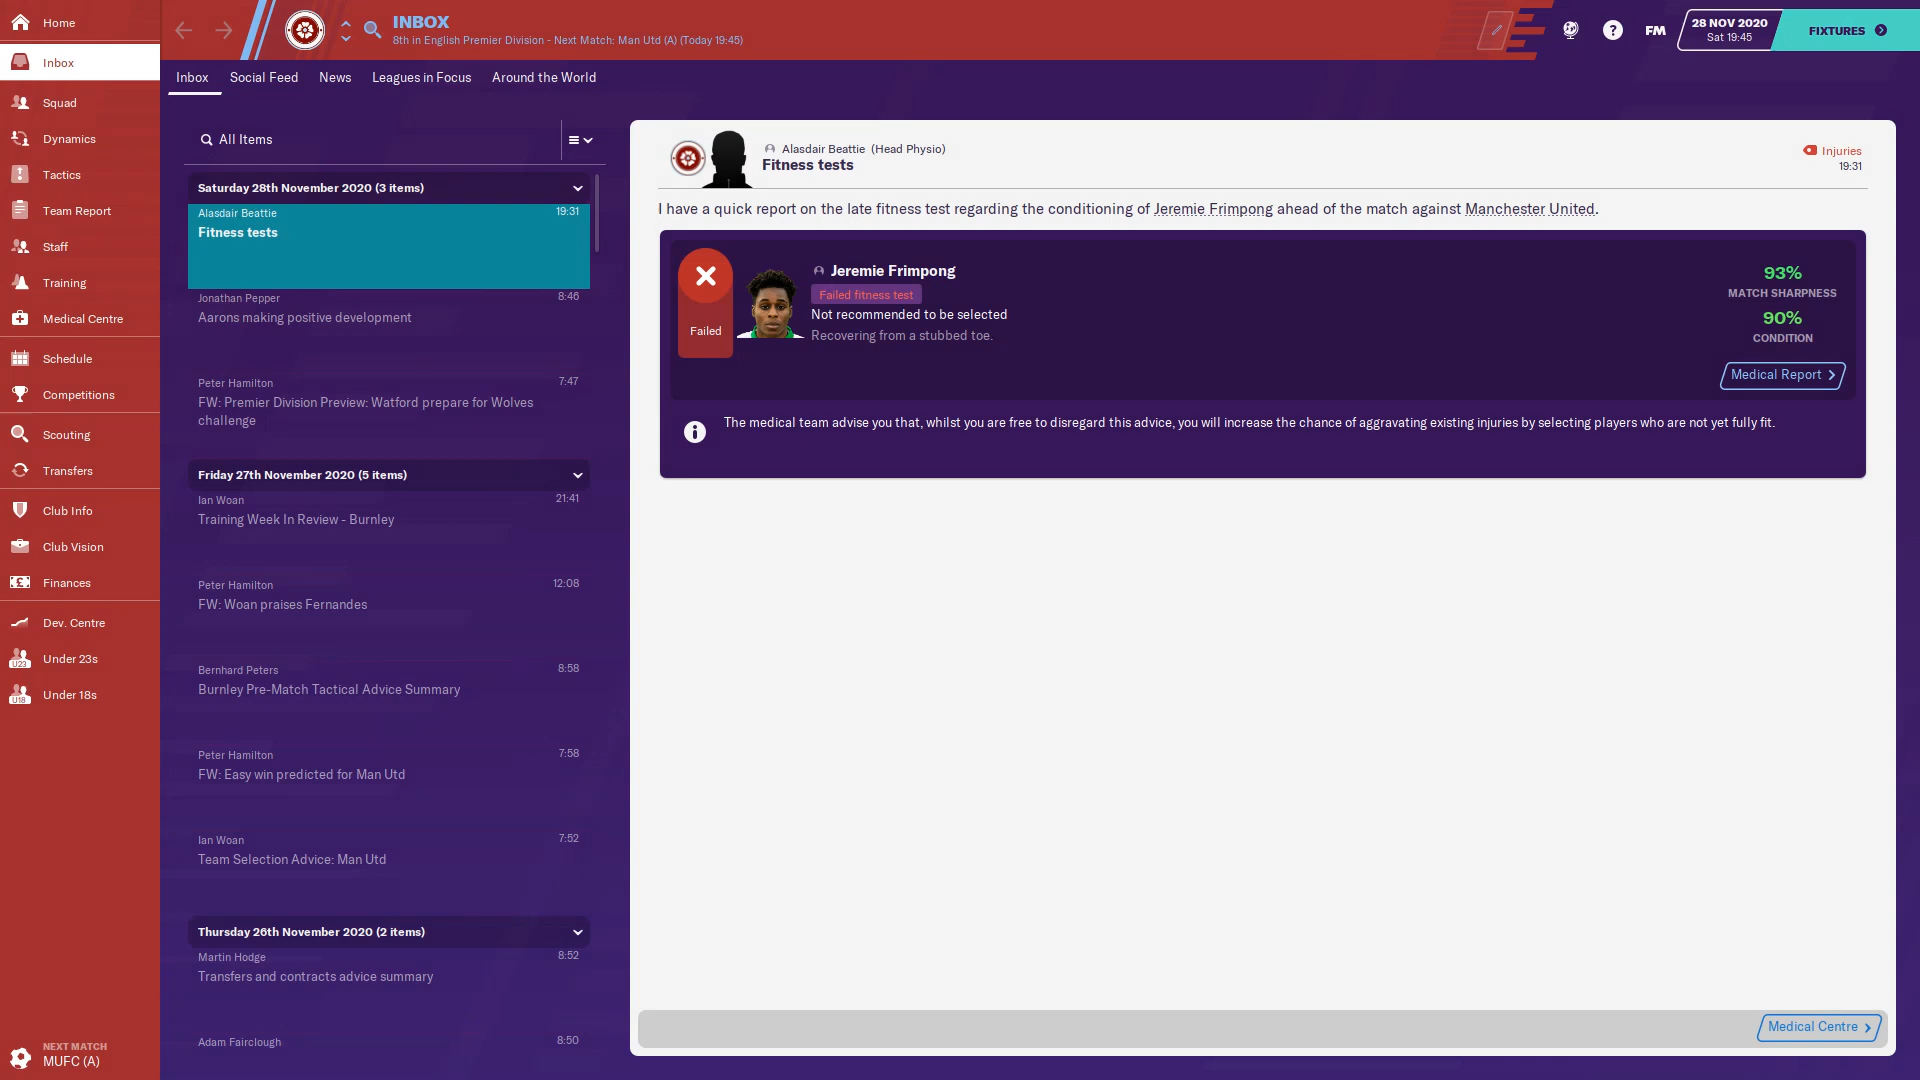 Home
Inbox
Squad
Dynamics
Tactics
Team Report
Staff
Training
Medical Centre
Schedule
Competitions
Scouting
Transfers
Club Info
Club Vision
Finances
Dev. Centre
U23
Under 23s
U18
Under 18s
NEXT MATCH
MUFC (A)
INBOX
8th in English Premier Division - Next Match: Man Utd (A) (Today 19:45)
?
FM
28 NOV 2020
Sat 19:45
FIXTURES
Inbox
Social Feed
News
Leagues in Focus
Around the World
All Items
Saturday 28th November 2020 (3 items)
Alasdair Beattie 19:31
Fitness tests
Jonathan Pepper 8:46
Aarons making positive development
Peter Hamilton 7:47
FW: Premier Division Preview: Watford prepare for Wolves
challenge
Friday 27th November 2020 (5 items)
Ian Woan 21:41
Training Week In Review - Burnley
Peter Hamilton 12:08
FW: Woan praises Fernandes
Bernhard Peters 8:58
Burnley Pre-Match Tactical Advice Summary
Peter Hamilton 7:58
FW: Easy win predicted for Man Utd
Ian Woan 7:52
Team Selection Advice: Man Utd
Thursday 26th November 2020 (2 items)
Martin Hodge 8:52
Transfers and contracts advice summary
Adam Fairclough 8:50
Alasdair Beattie (Head Physio)
Fitness tests
Injuries
19:31
I have a quick report on the late fitness test regarding the conditioning of Jeremie Frimpong ahead of the match against Manchester United.
Failed
Jeremie Frimpong
Failed fitness test
Not recommended to be selected
Recovering from a stubbed toe.
93%
MATCH SHARPNESS
90%
CONDITION
Medical Report
The medical team advise you that, whilst you are free to disregard this advice, you will increase the chance of aggravating existing injuries by selecting players who are not yet fully fit.
Medical Centre